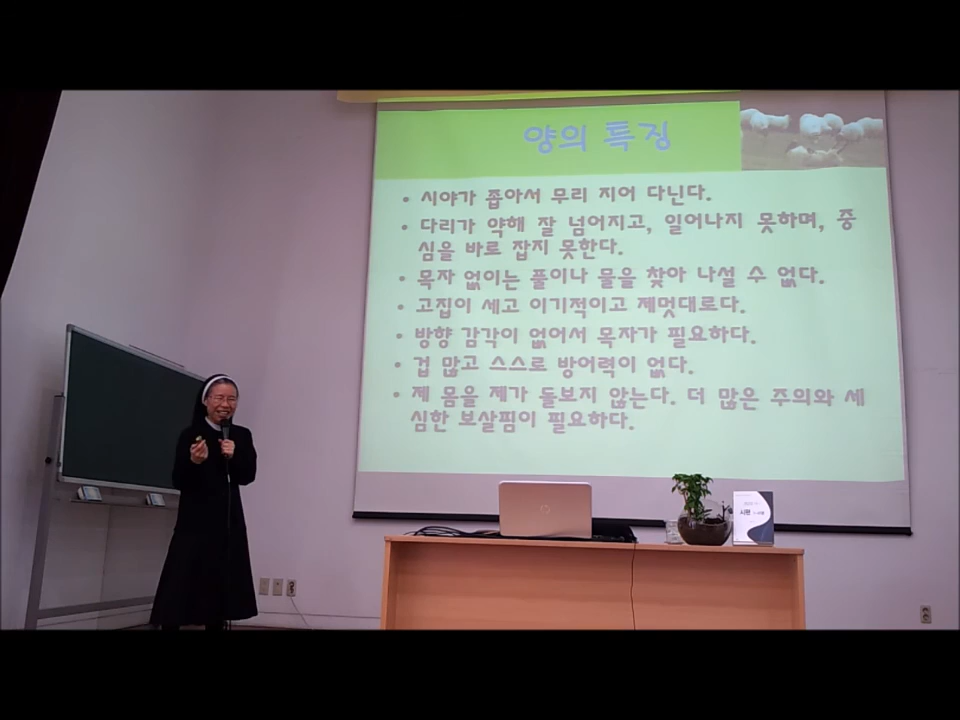 양의 특징
• 시야가 좁아서 무리 지어 다닌다.
• 다리가 약해 잘 넘어지고, 일어나지 못하며, 중
심을 바로 잡지 못한다.
• 목자 없이는 풀이나 물을 찾아 나설 수 없다.
• 고집이 세고 이기적이고 제멋대로다.
• 방향 감각이 없어서 목자가 필요하다.
• 겁 많고 스스로 방어력이 없다.
• 제 몸을 제가 돌보지 않는다. 더 많은 주의와 세
심한 보살핌이 필요하다.
시편
hp